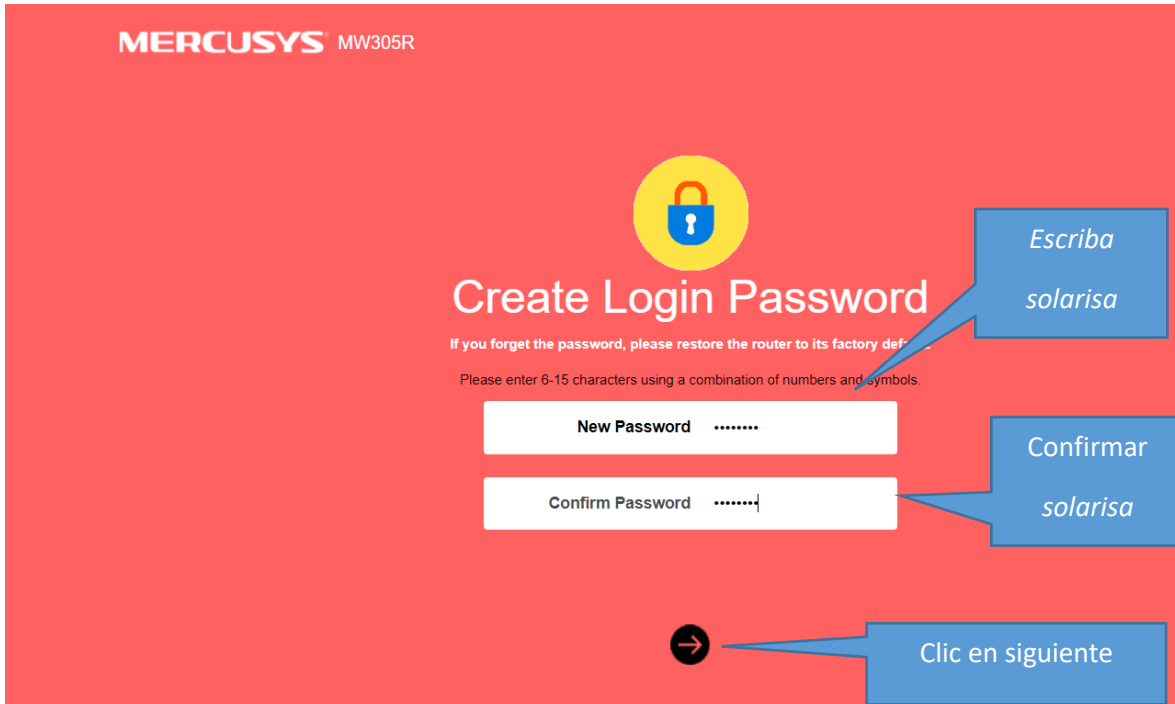 MERCUSYS MW305R
Escriba
solarisa
Create Login Password
If you forget the password, please restore the router to its factory
Please enter 6-15 characters using a combination of numbers and symbols.
New Password ••••••••
Confirmar
solarisa
Confirm Password ••••••••
Clic en siguiente